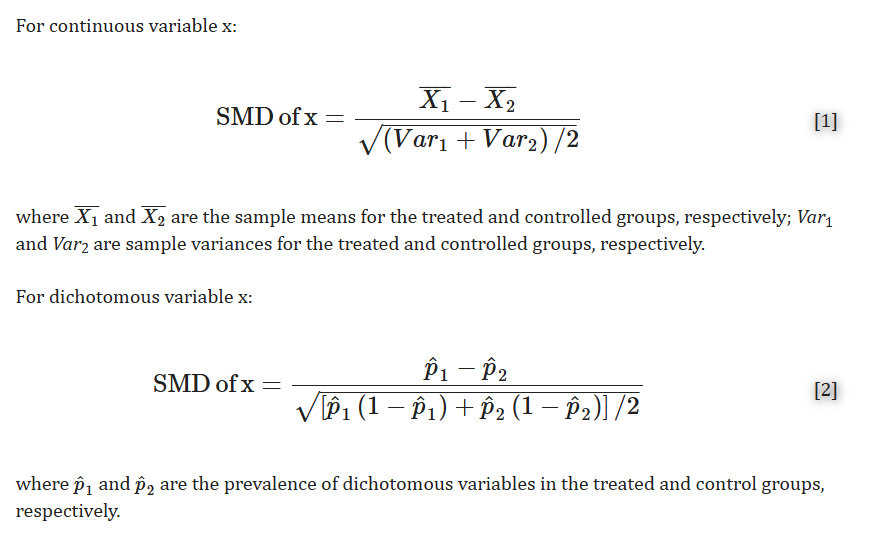 For continuous variable x:
SMD of x = \frac{\overline{X_1} - \overline{X_2}}{\sqrt{(Var_1 + Var_2)/2}} [1]
where \overline{X_1} and \overline{X_2} are the sample means for the treated and controlled groups, respectively; Var_1
and Var_2 are sample variances for the treated and controlled groups, respectively.
For dichotomous variable x:
SMD of x = \frac{\hat{p}_1 - \hat{p}_2}{\sqrt{[\hat{p}_1 (1 - \hat{p}_1) + \hat{p}_2 (1 - \hat{p}_2)]/2}} [2]
where \hat{p}_1 and \hat{p}_2 are the prevalence of dichotomous variables in the treated and control groups,
respectively.